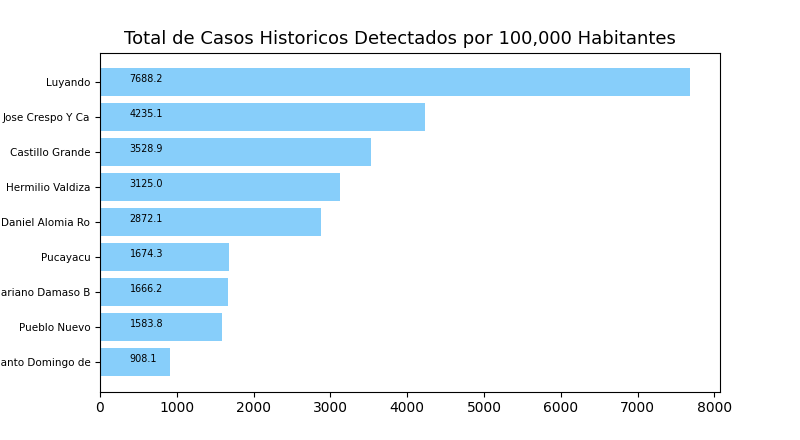 Total de Casos Historicos Detectados por 100,000 Habitantes
Luyando 7688.2
Jose Crespo Y Ca 4235.1
Castillo Grande 3528.9
Hermilio Valdiza 3125.0
Daniel Alomia Ro 2872.1
Pucayacu 1674.3
ariano Damaso B 1666.2
Pueblo Nuevo 1583.8
anto Domingo de 908.1
0 1000 2000 3000 4000 5000 6000 7000 8000